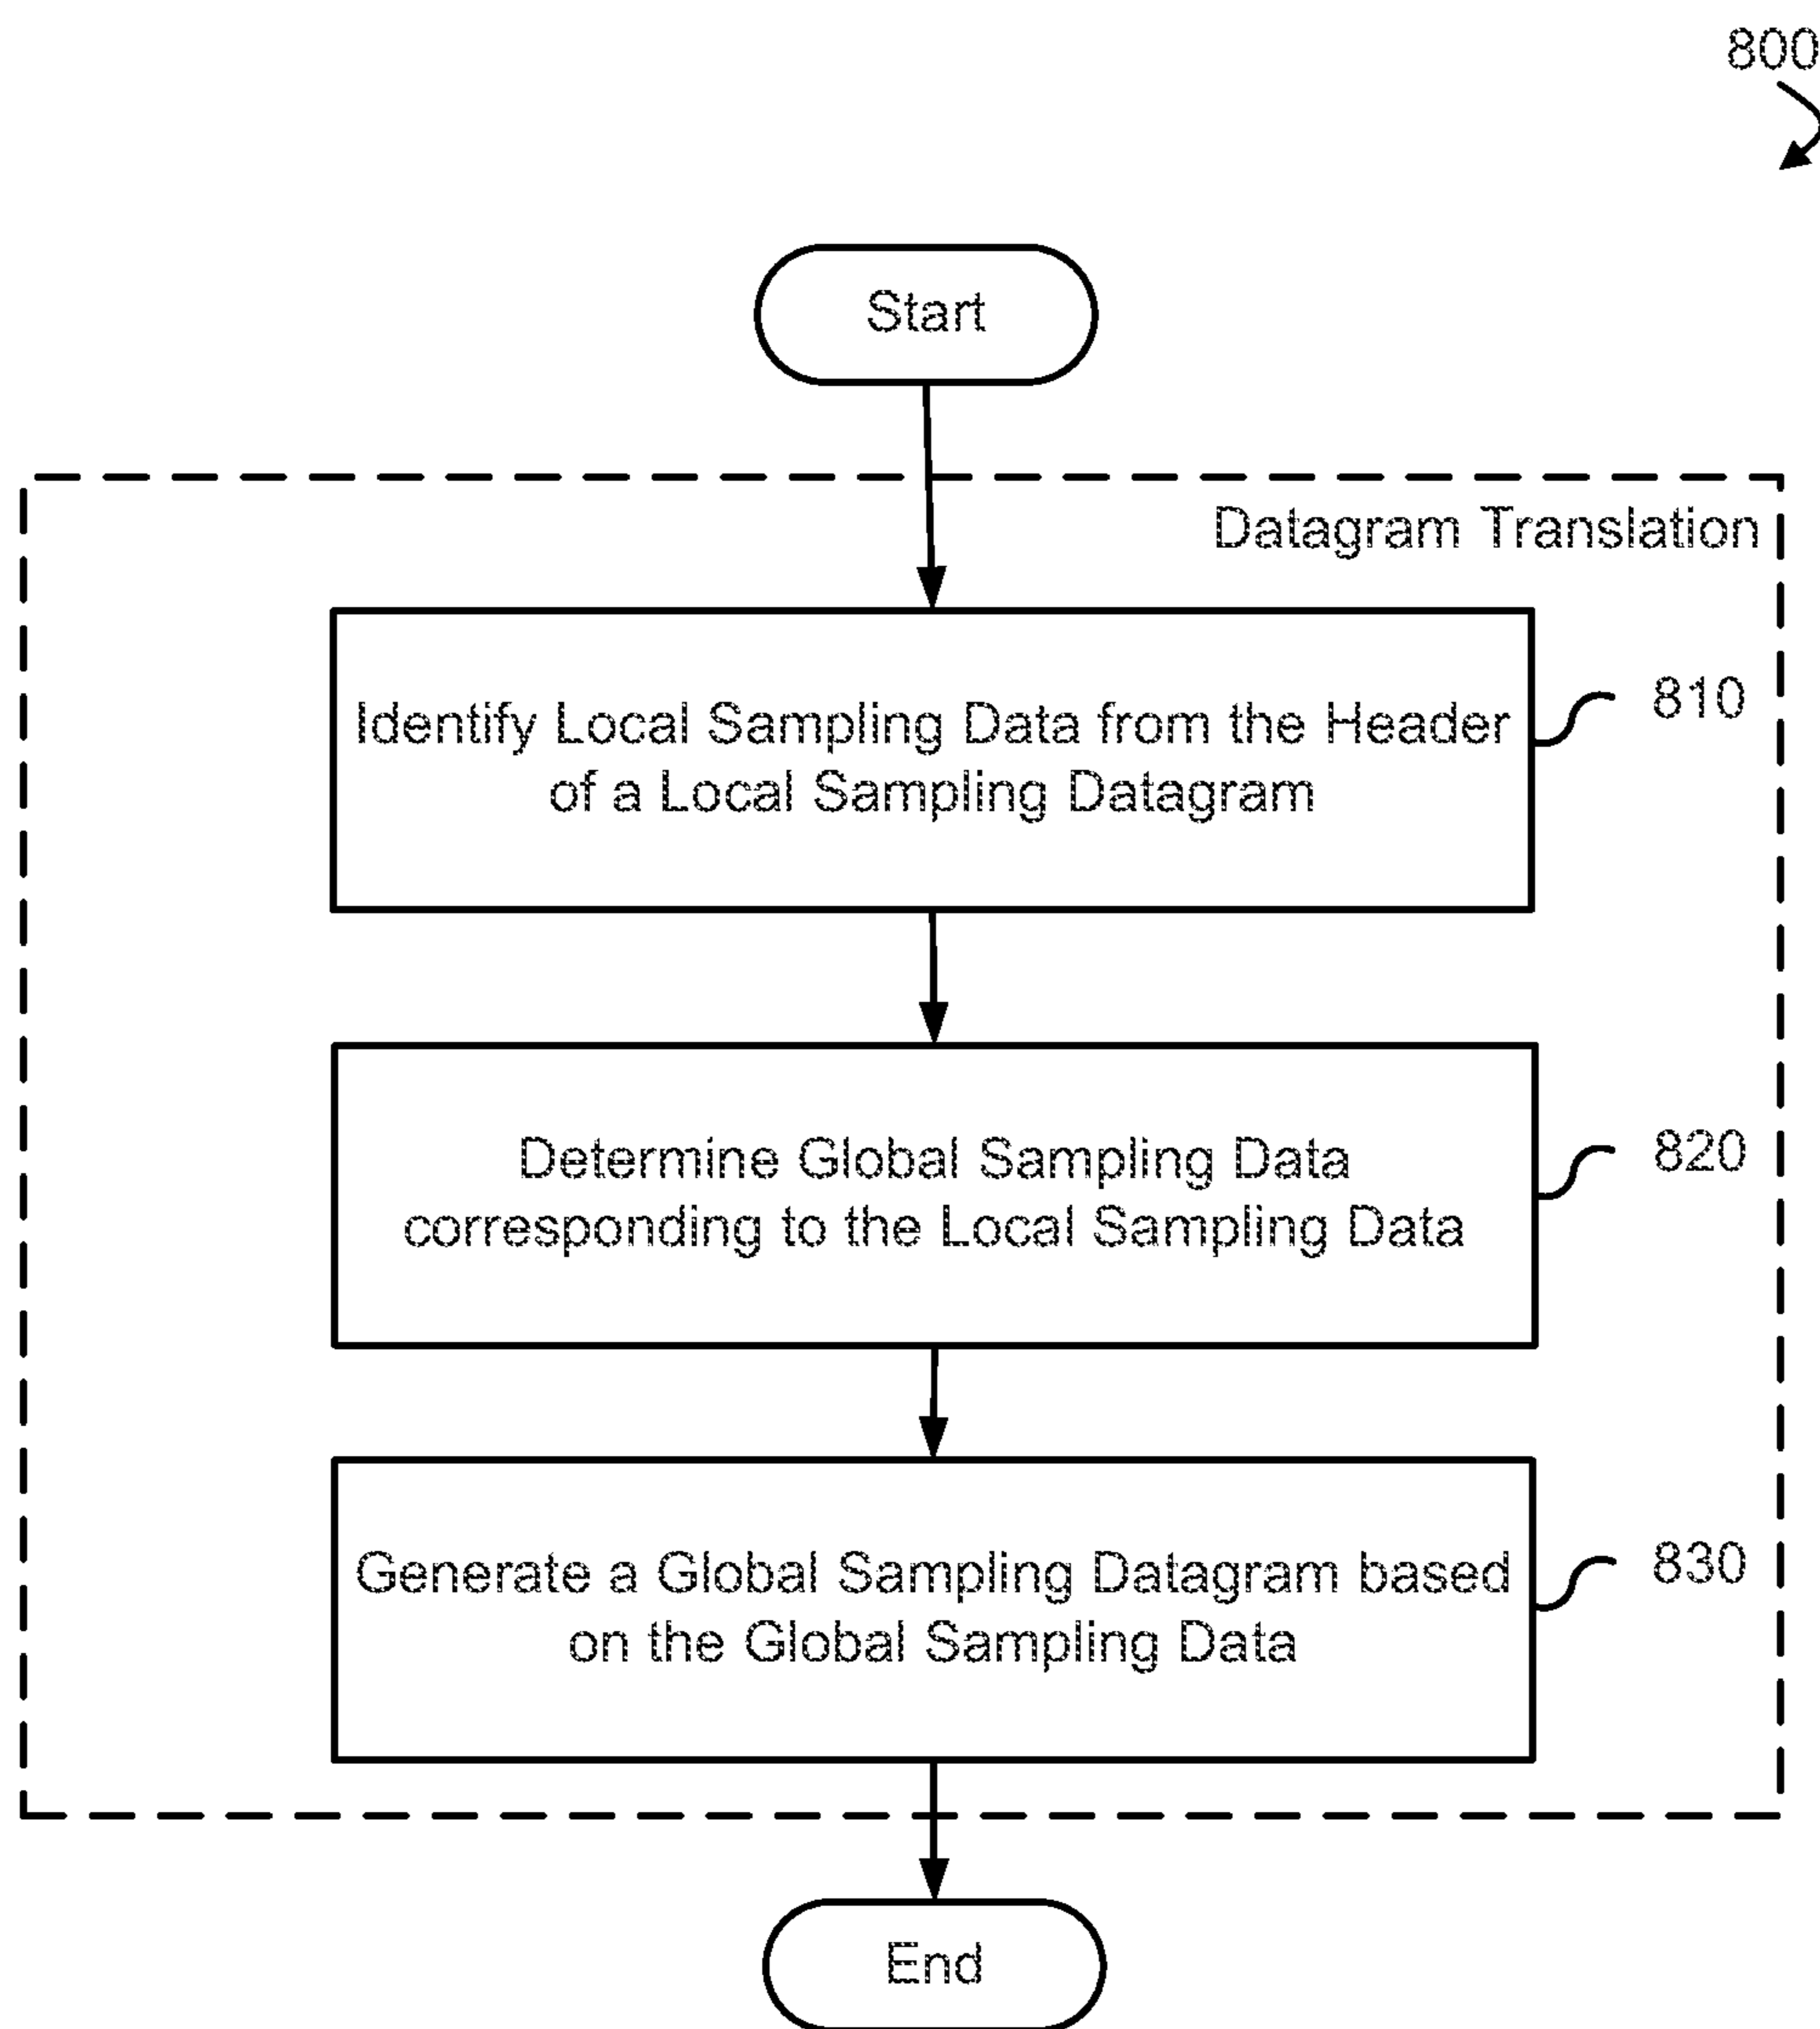 800
Start
Datagram Translation
Identify Local Sampling Data from the Header
of a Local Sampling Datagram
810
Determine Global Sampling Data
corresponding to the Local Sampling Data
820
Generate a Global Sampling Datagram based
on the Global Sampling Data
830
End